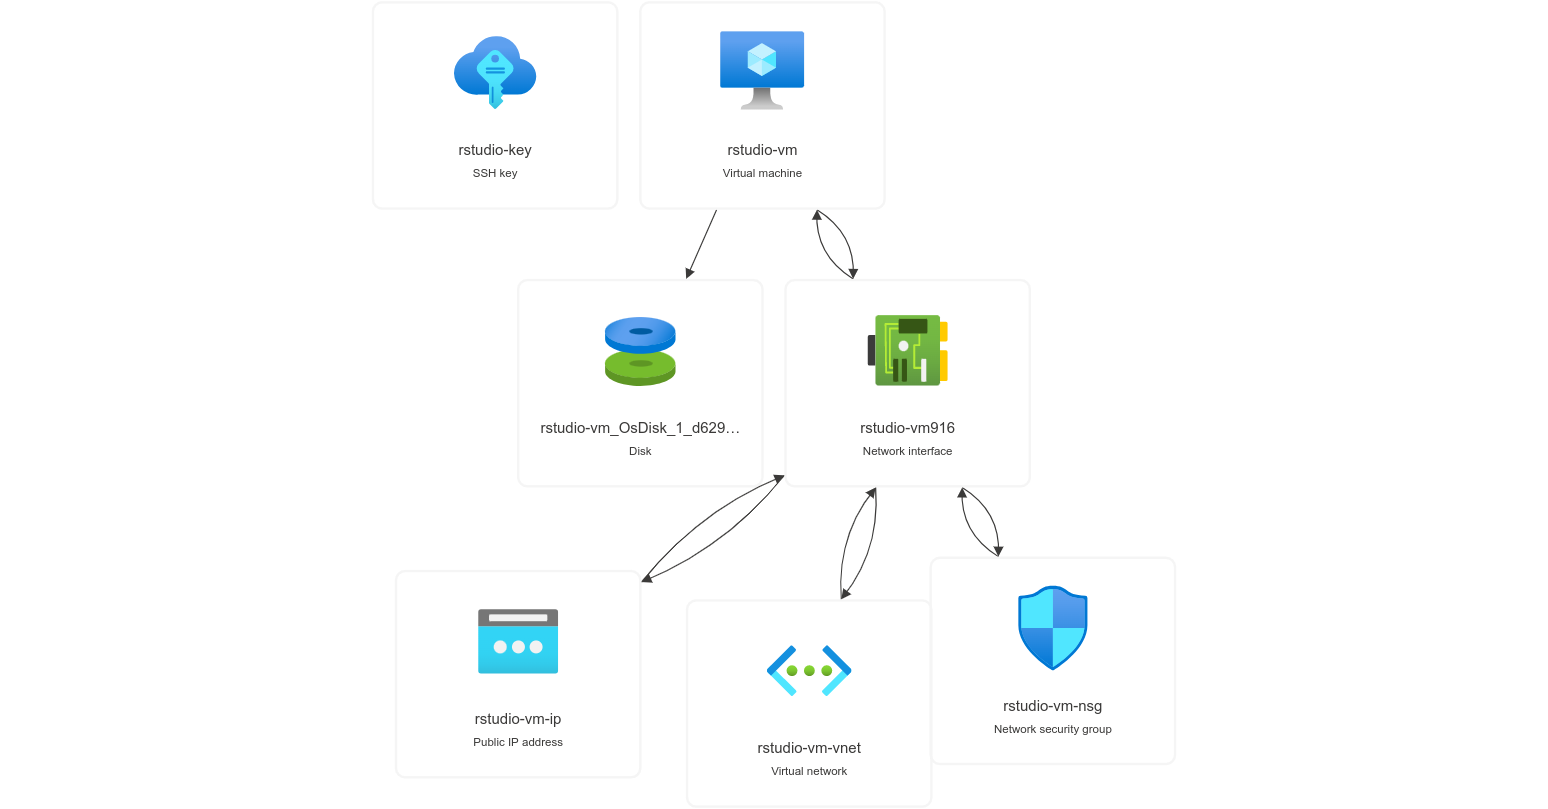 rstudio-key
SSH key
rstudio-vm
Virtual machine
rstudio-vm_OsDisk_1_d629…
Disk
rstudio-vm916
Network interface
rstudio-vm-ip
Public IP address
rstudio-vm-vnet
Virtual network
rstudio-vm-nsg
Network security group